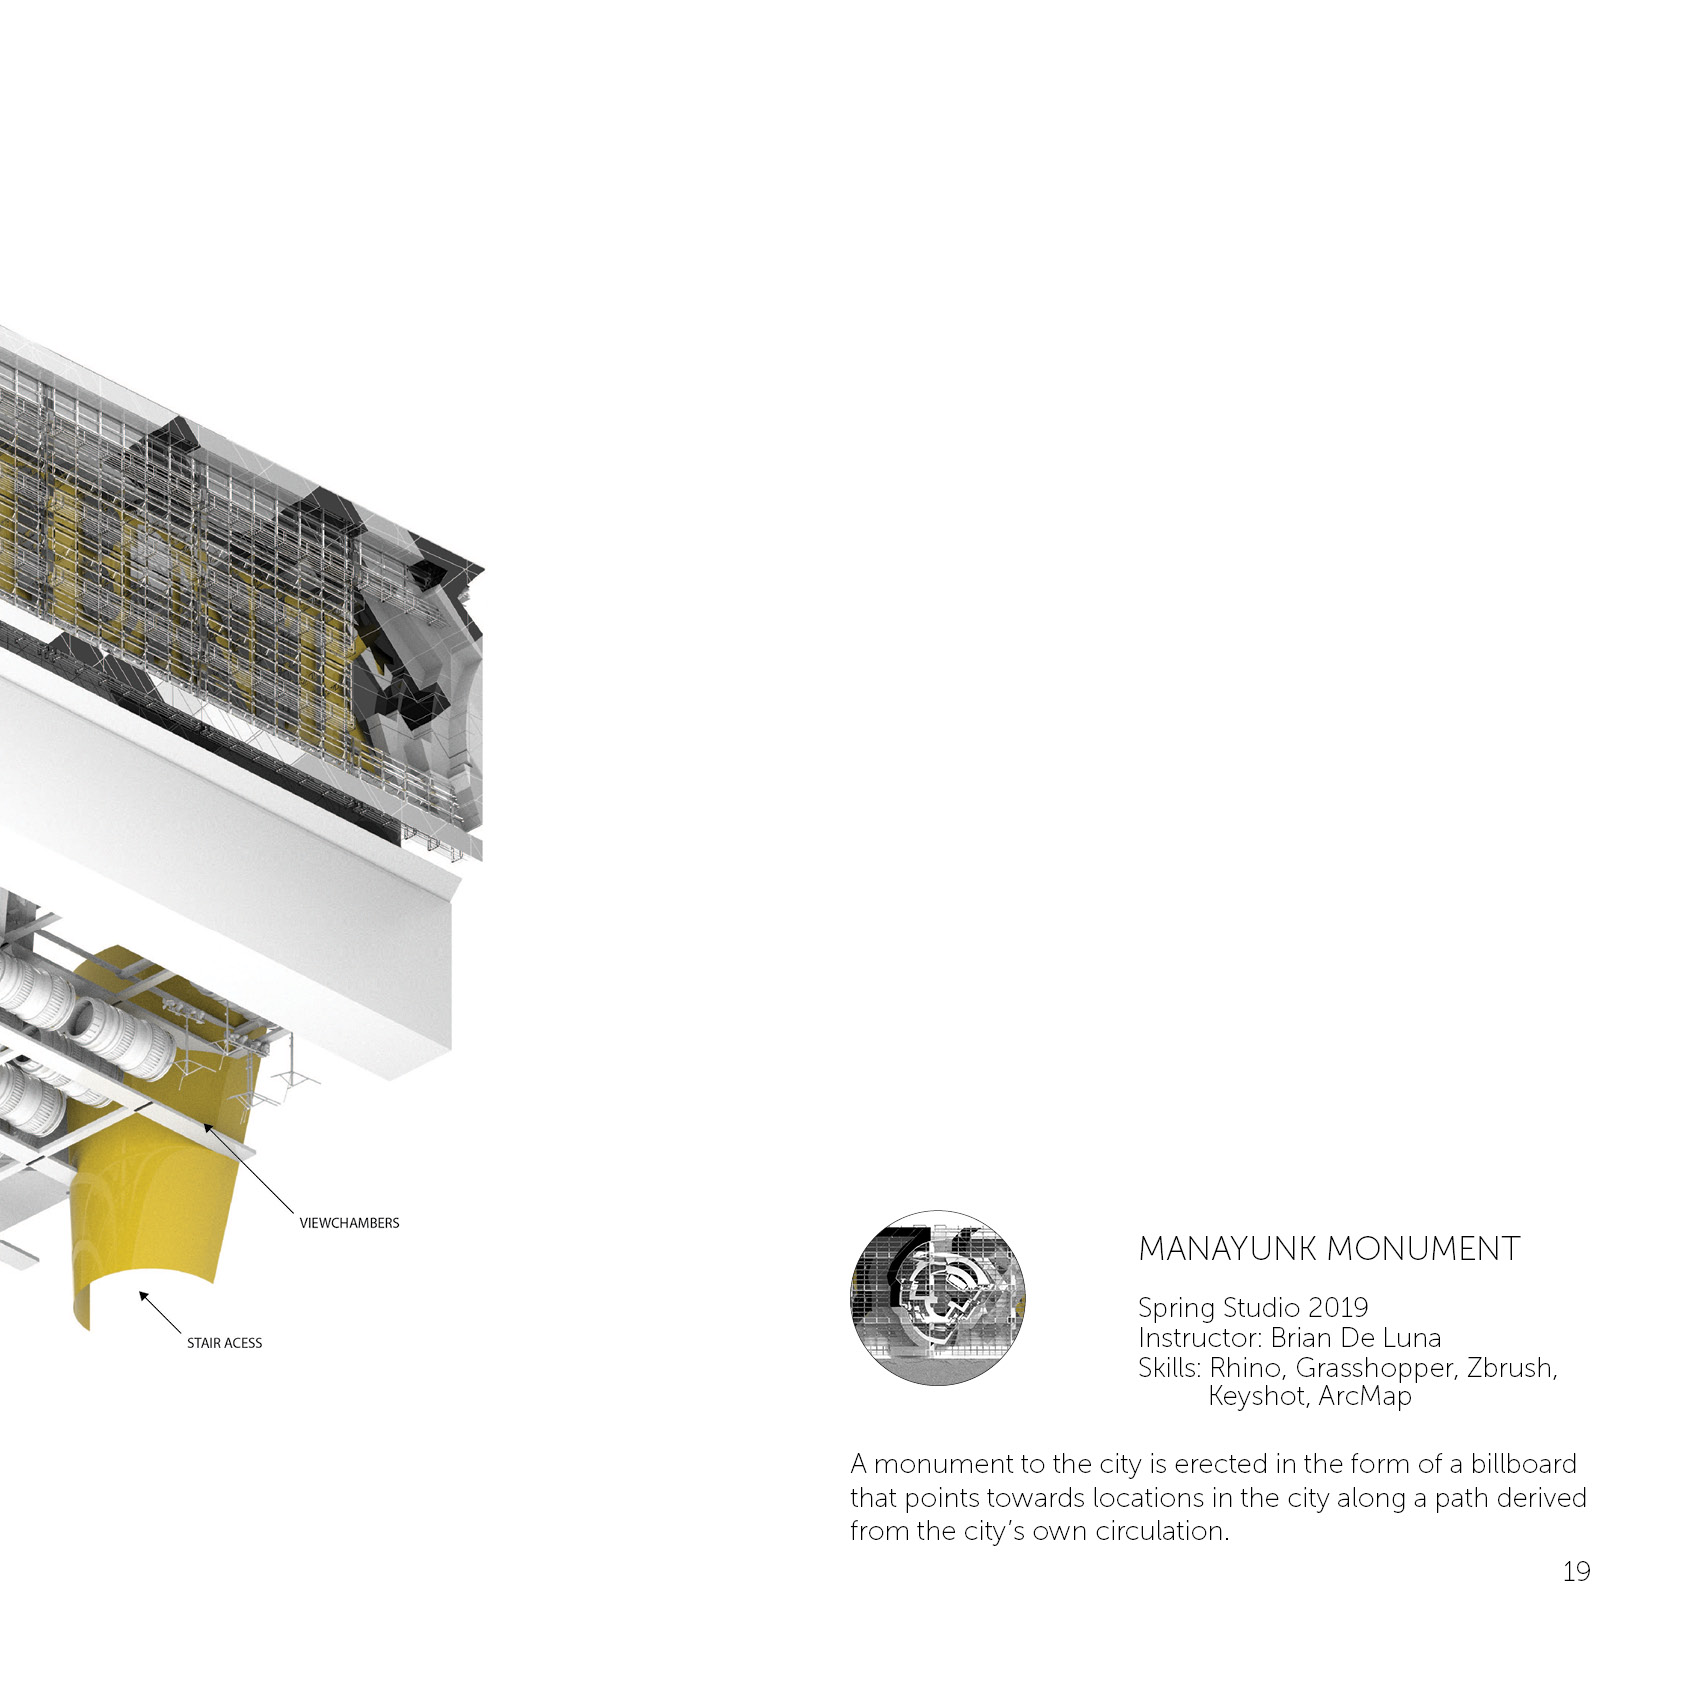 VIEWCHAMBERS
STAIR ACESS
MANAYUNK MONUMENT
Spring Studio 2019
Instructor: Brian De Luna
Skills: Rhino, Grasshopper, Zbrush,
Keyshot, ArcMap
A monument to the city is erected in the form of a billboard
that points towards locations in the city along a path derived
from the city’s own circulation.
19